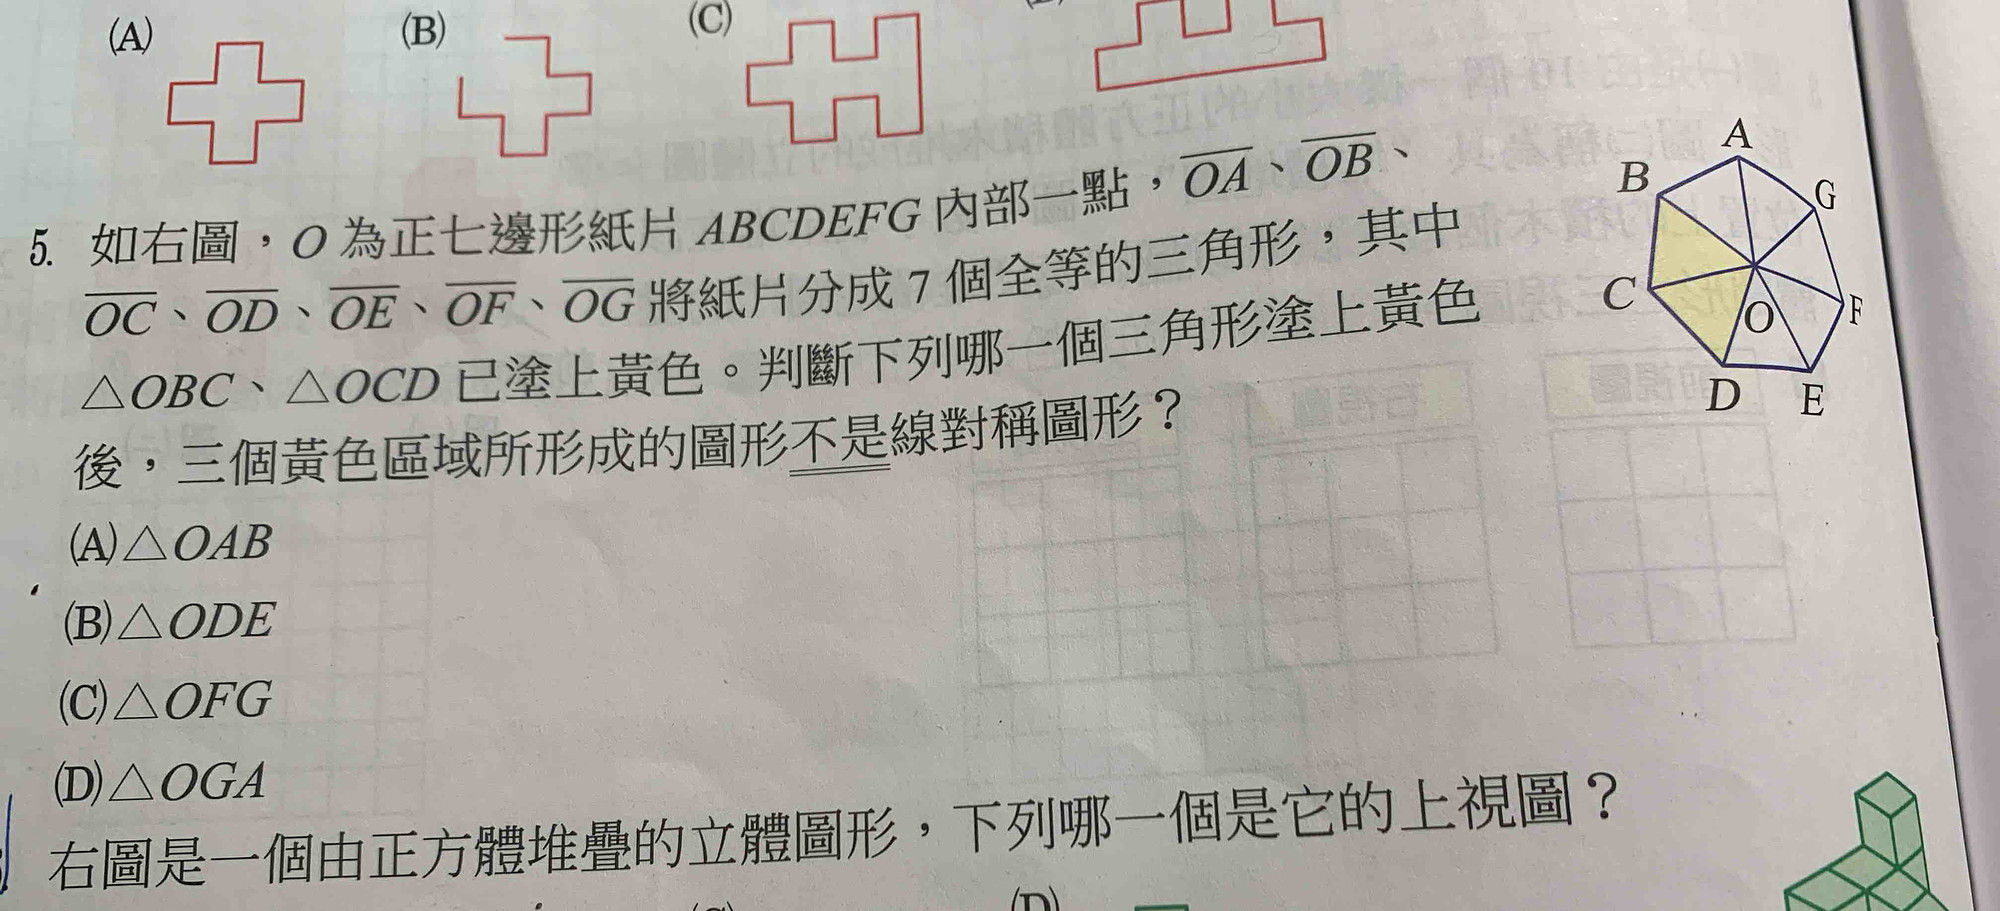 (A) (B) (C)
5. 如右圖，O 為正七邊形紙片 ABCDEFG 內部一點，OA、OB、
OC、OD、OE、OF、OG 將紙片分成 7 個全等的三角形，其中
△OBC、△OCD 已塗上黃色。判斷下列哪一個三角形塗上黃色
後，三個黃色區域所形成的圖形不是線對稱圖形？
A
B
G
C
O
F
D
E
(A)△OAB
(B)△ODE
(C)△OFG
(D)△OGA
右圖是一個由正方體堆疊的立體圖形，下列哪一個是它的上視圖？
(D)